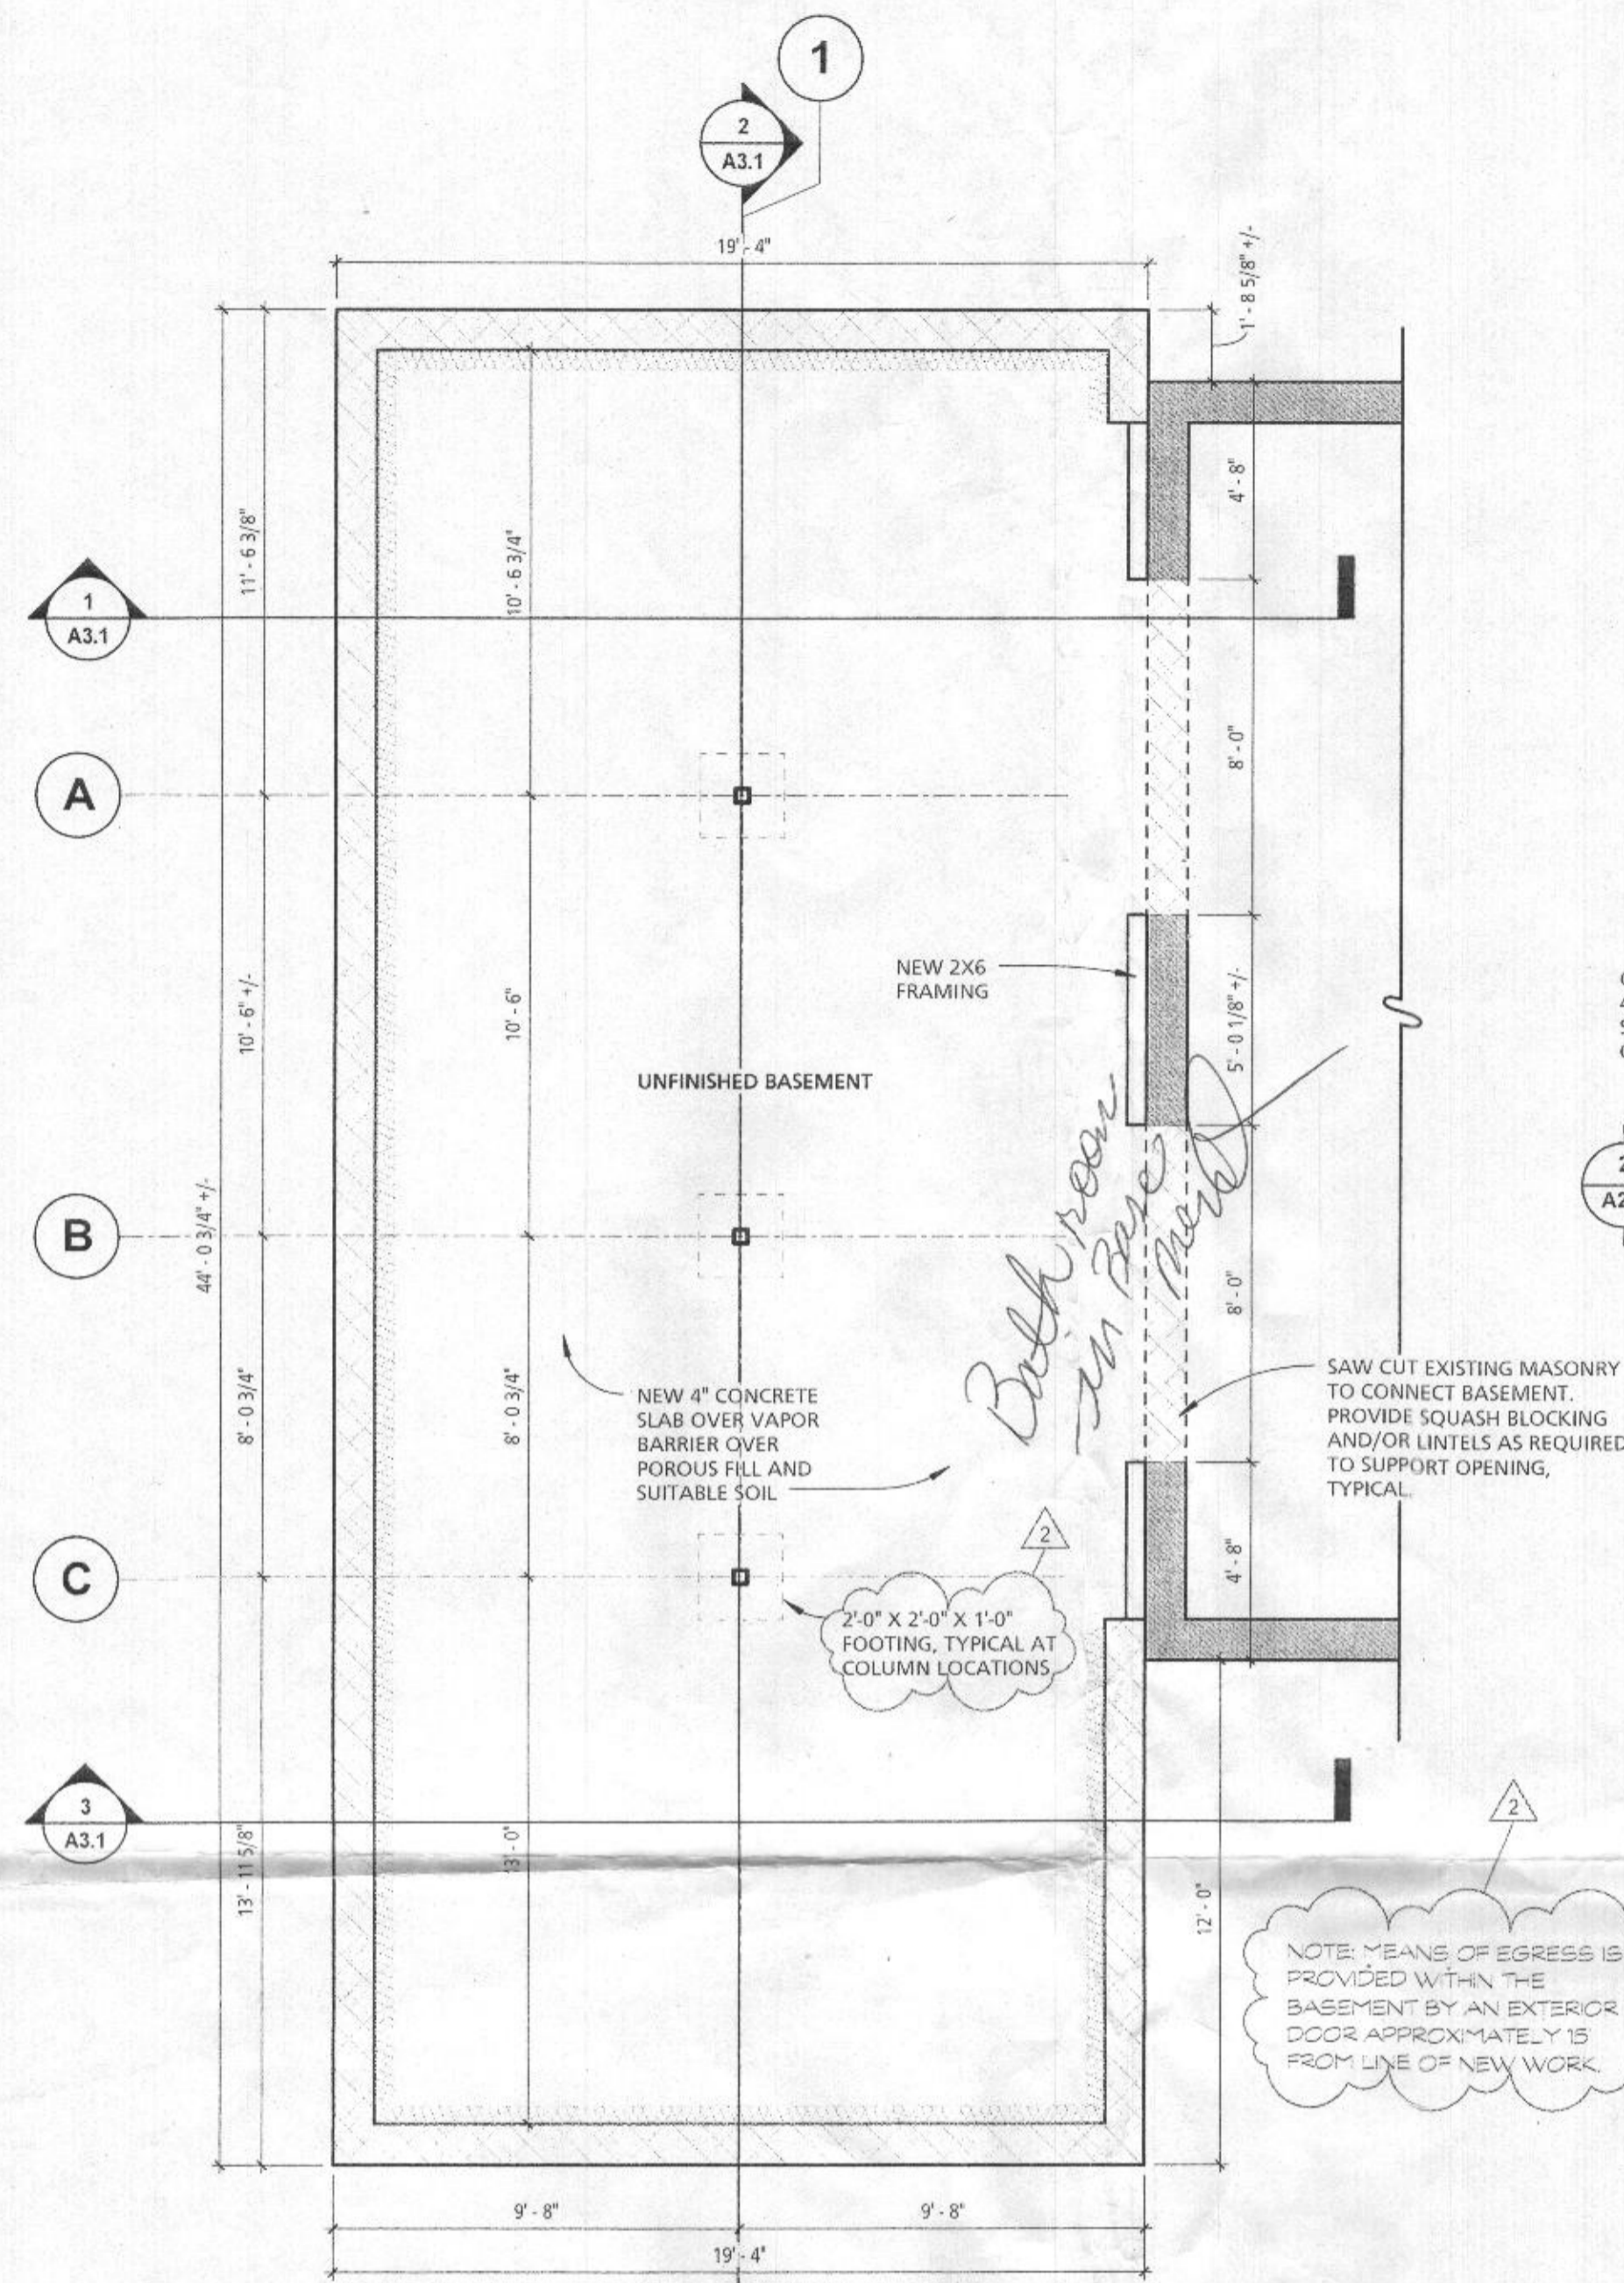 1
2
A3.1
19' - 4"
1' - 8 5/8" +/-
11' - 6 3/8"
10' - 6 3/4"
4' - 8"
1
A3.1
8' - 0"
A
NEW 2X6
FRAMING
10' - 6" +/-
10' - 6"
5' - 0 1/8" +/-
UNFINISHED BASEMENT
Bath room
in Base
ment
44' - 0 3/4" +/-
B
8' - 0"
8' - 0 3/4"
8' - 0 3/4"
NEW 4" CONCRETE
SLAB OVER VAPOR
BARRIER OVER
POROUS FILL AND
SUITABLE SOIL
SAW CUT EXISTING MASONRY
TO CONNECT BASEMENT.
PROVIDE SQUASH BLOCKING
AND/OR LINTELS AS REQUIRED
TO SUPPORT OPENING,
TYPICAL.
2
4' - 8"
C
2'-0" X 2'-0" X 1'-0"
FOOTING, TYPICAL AT
COLUMN LOCATIONS
3
A3.1
13' - 11 5/8"
13' - 0"
12' - 0"
2
NOTE: MEANS OF EGRESS IS
PROVIDED WITHIN THE
BASEMENT BY AN EXTERIOR
DOOR APPROXIMATELY 15'
FROM LINE OF NEW WORK.
9' - 8"
9' - 8"
19' - 4"